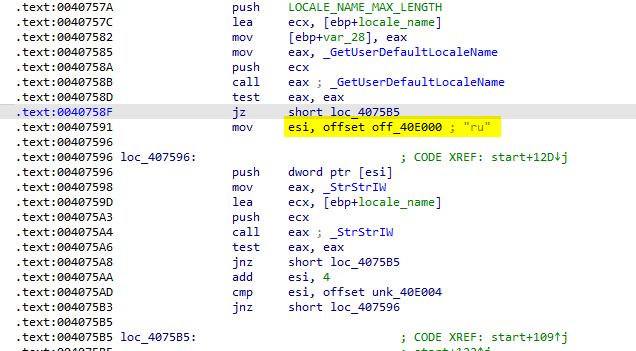 .text:0040757A push LOCALE_NAME_MAX_LENGTH
.text:0040757C lea ecx, [ebp+locale_name]
.text:00407582 mov [ebp+var_28], eax
.text:00407585 mov eax, _GetUserDefaultLocaleName
.text:0040758A push ecx
.text:0040758B call eax ; _GetUserDefaultLocaleName
.text:0040758D test eax, eax
.text:0040758F jz short loc_4075B5
.text:00407591 mov esi, offset off_40E000 ; "ru"
.text:00407596
.text:00407596 loc_407596: ; CODE XREF: start+12D↓j
.text:00407596 push dword ptr [esi]
.text:00407598 mov eax, _StrStrIW
.text:0040759D lea ecx, [ebp+locale_name]
.text:004075A3 push ecx
.text:004075A4 call eax ; _StrStrIW
.text:004075A6 test eax, eax
.text:004075A8 jnz short loc_4075B5
.text:004075AA add esi, 4
.text:004075AD cmp esi, offset unk_40E004
.text:004075B3 jnz short loc_407596
.text:004075B5
.text:004075B5 loc_4075B5: ; CODE XREF: start+109↑j